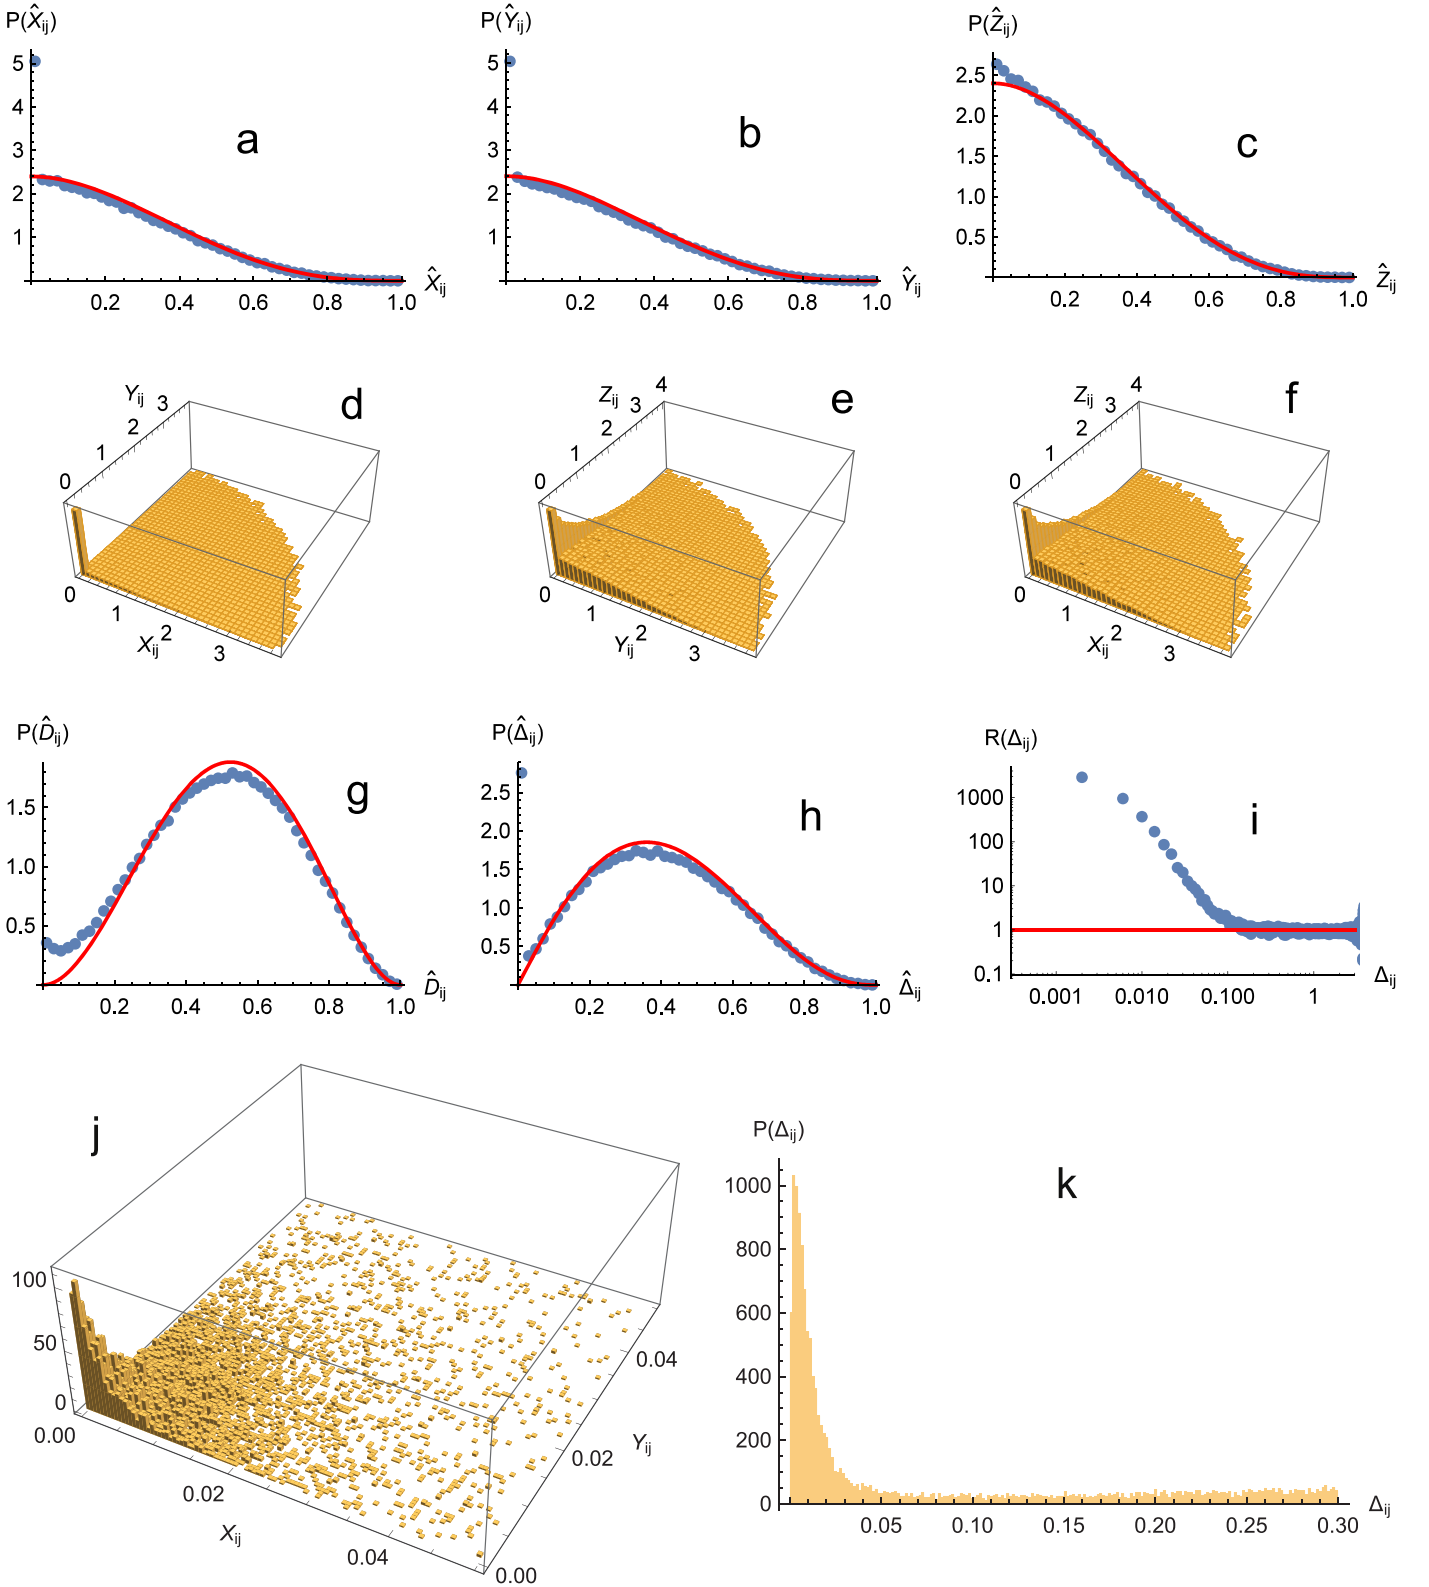 P(X̂ij)
5
4
3
2
1
0.2 0.4 0.6 0.8 1.0
X̂ij
a
P(Ŷij)
5
4
3
2
1
0.2 0.4 0.6 0.8 1.0
Ŷij
b
P(Ẑij)
2.5
2.0
1.5
1.0
0.5
0.2 0.4 0.6 0.8 1.0
Ẑij
c
d
Yij
3
2
1
0
0
1
2
3
Xij
e
Zij
4
3
2
1
0
0
1
2
3
Yij
f
Zij
4
3
2
1
0
0
1
2
3
Xij
P(D̂ij)
1.5
1.0
0.5
0.2 0.4 0.6 0.8 1.0
D̂ij
g
P(Δ̂ij)
2.5
2.0
1.5
1.0
0.5
0.2 0.4 0.6 0.8 1.0
Δ̂ij
h
R(Δij)
1000
100
10
1
0.1
0.001 0.010 0.100 1
Δij
i
j
100
50
0
0.00
0.02
0.04
Xij
0.00
0.02
0.04
Yij
P(Δij)
k
1000
800
600
400
200
0
0.05 0.10 0.15 0.20 0.25 0.30
Δij